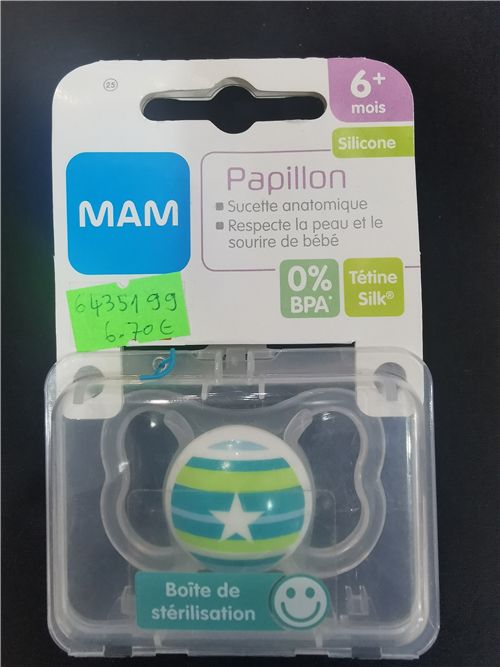 25
6+
mois
Silicone
MAM
Papillon
Sucette anatomique
Respecte la peau et le
sourire de bébé
0%
BPA*
Tétine
Silk®
6435199
6.70€
Boîte de
stérilisation